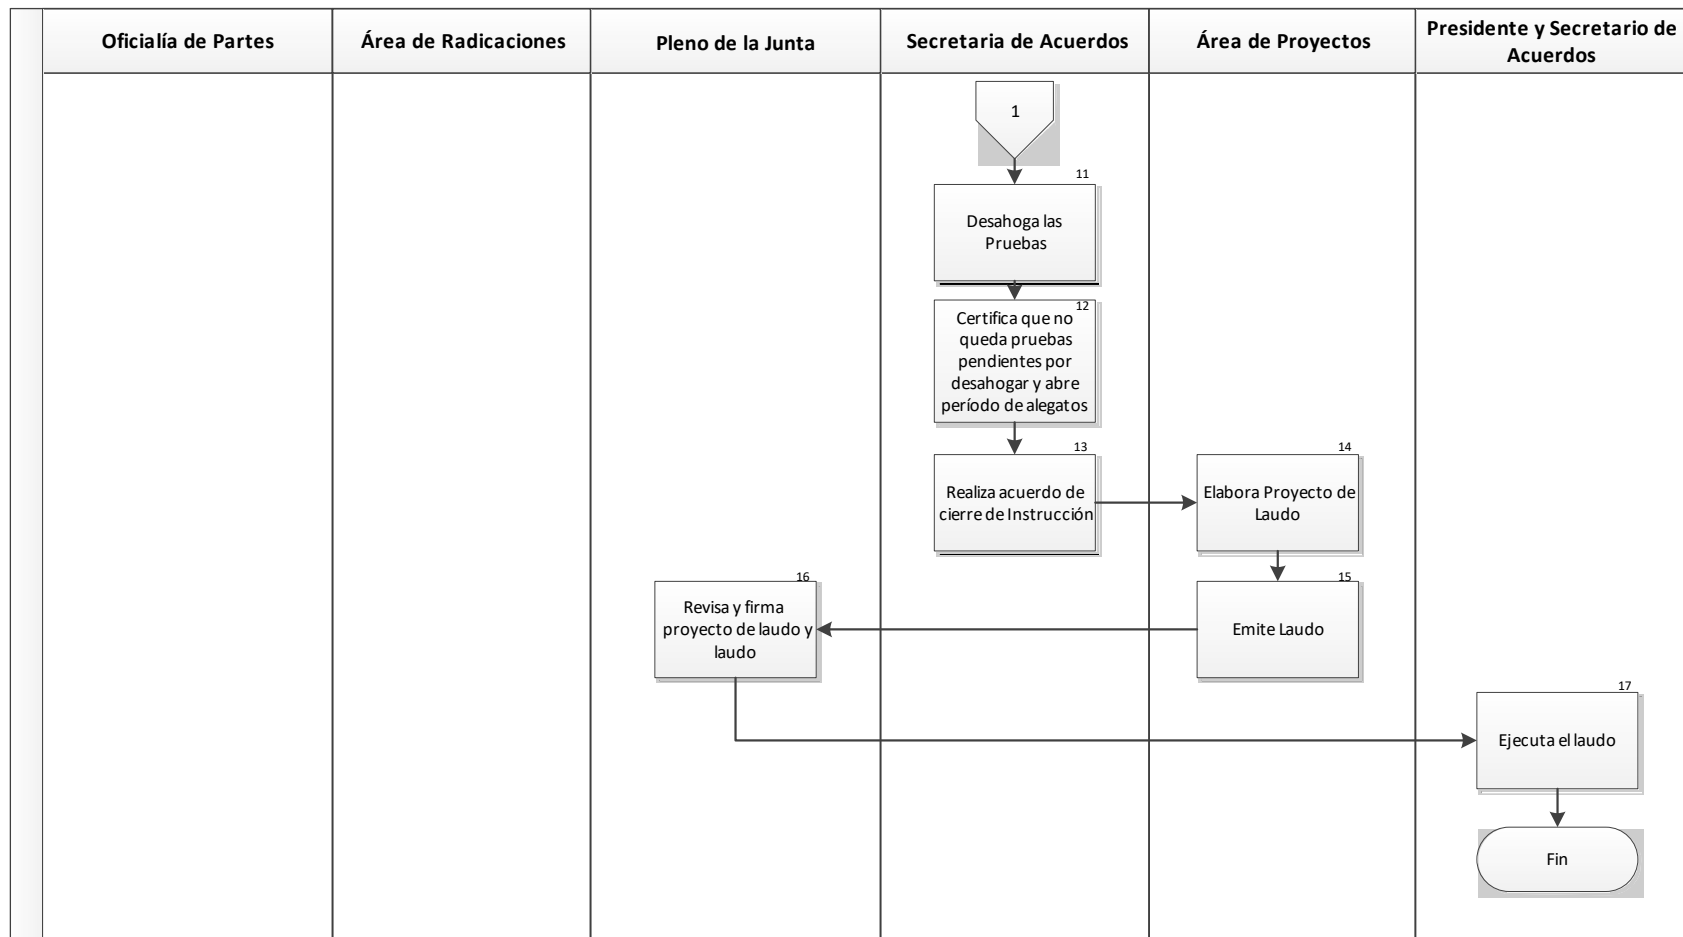 Oficialía de Partes
Área de Radicaciones
Pleno de la Junta
Secretaria de Acuerdos
Área de Proyectos
Presidente y Secretario de
Acuerdos
1
11
Desahoga las
Pruebas
12
Certifica que no
queda pruebas
pendientes por
desahogar y abre
período de alegatos
13
Realiza acuerdo de
cierre de Instrucción
14
Elabora Proyecto de
Laudo
15
Emite Laudo
16
Revisa y firma
proyecto de laudo y
laudo
17
Ejecuta el laudo
Fin